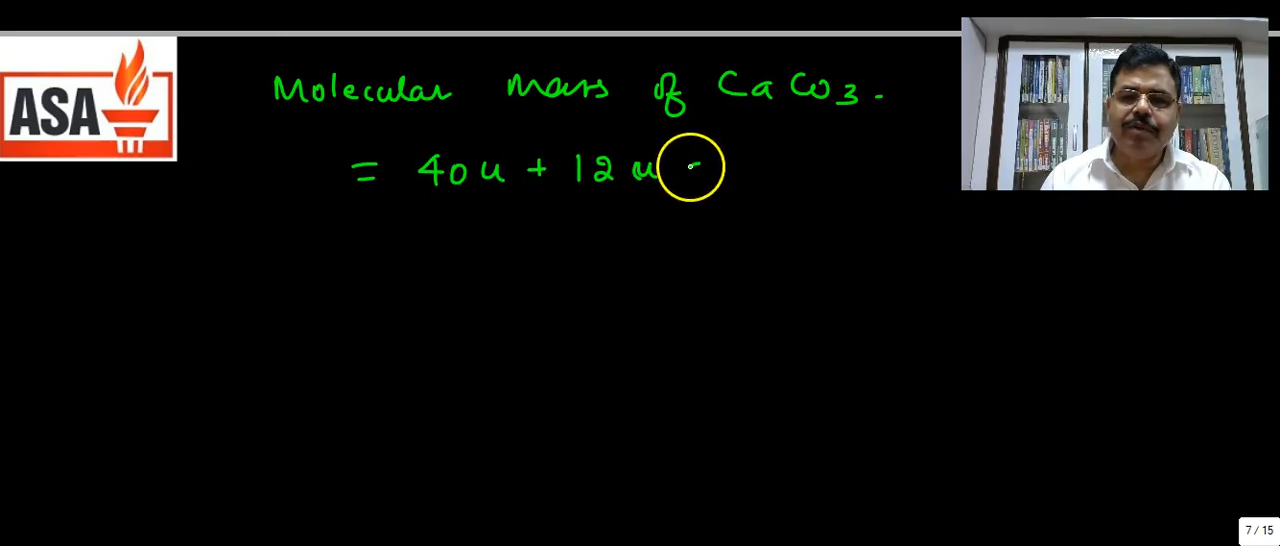 ASA
Molecular mass of CaCO3.
= 40u + 12u -
7 / 15